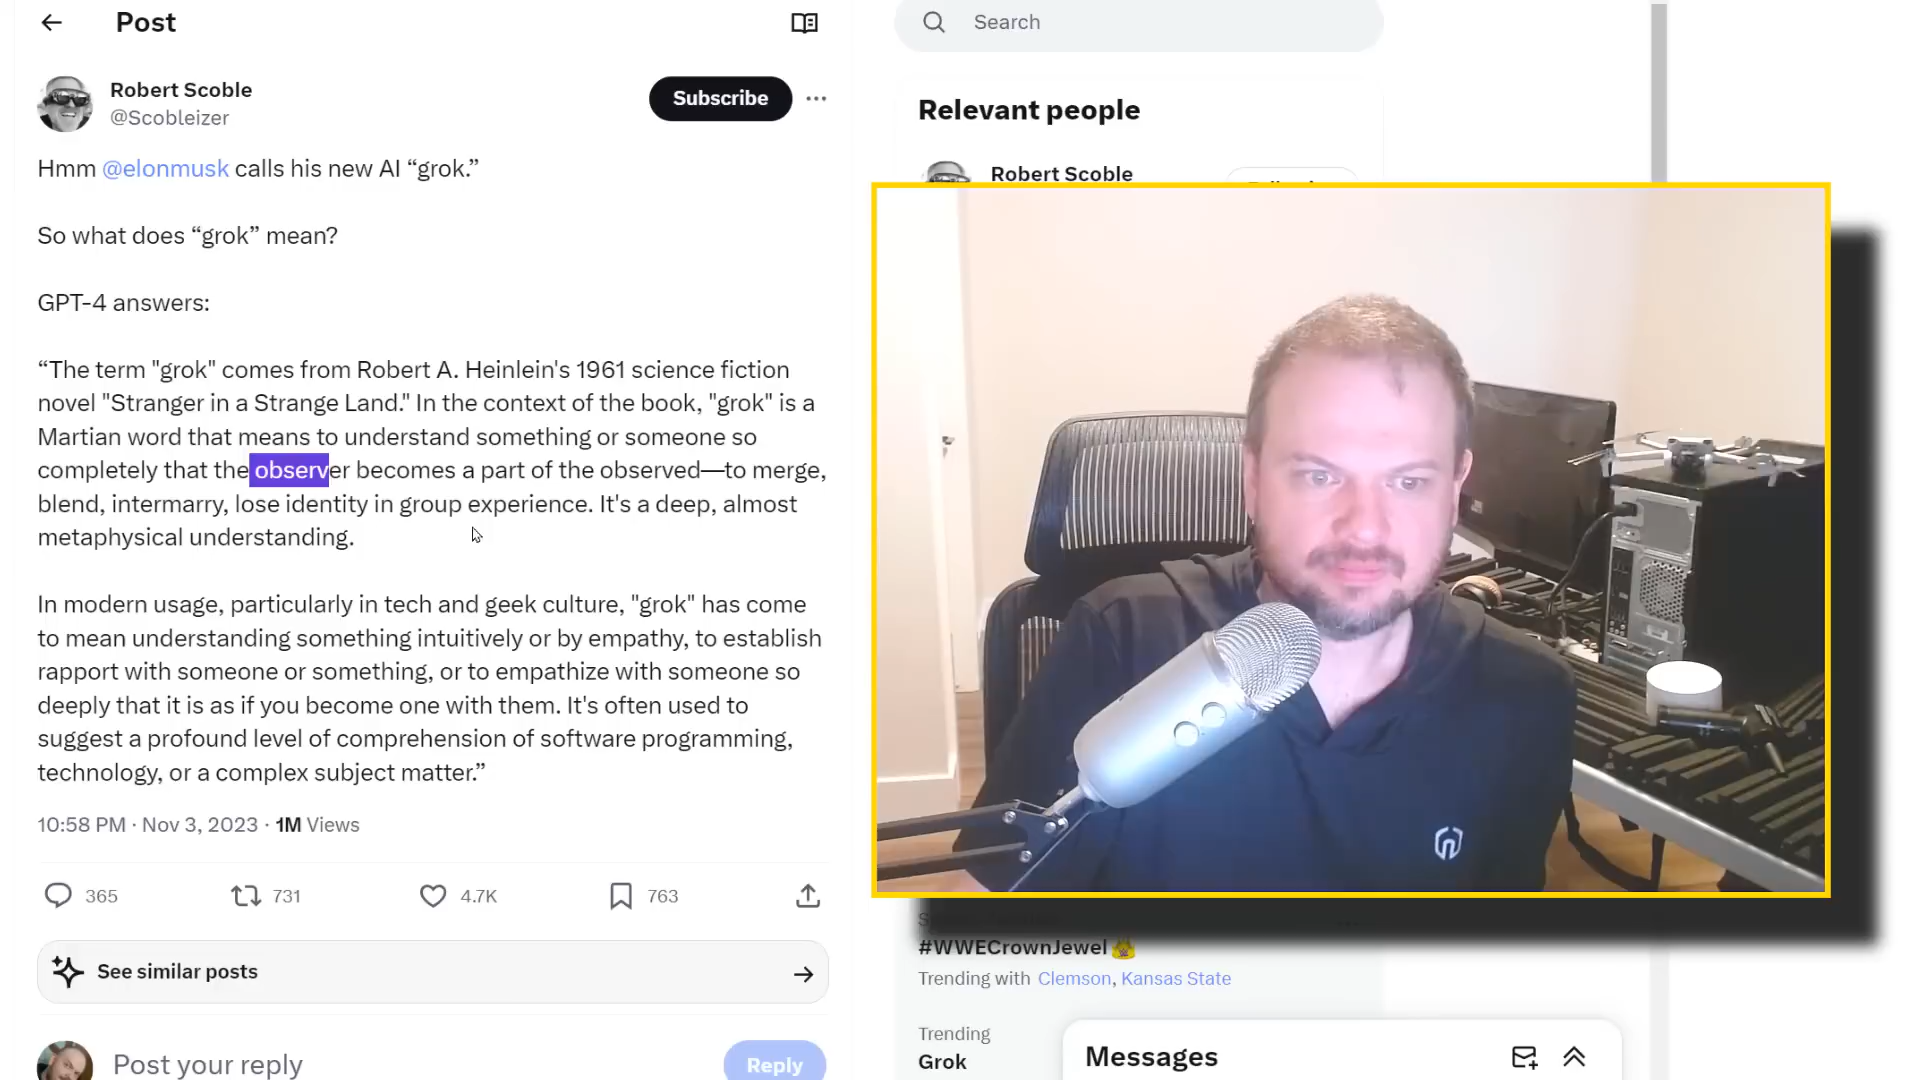 Post
Robert Scoble
@Scobleizer
Subscribe
Hmm @elonmusk calls his new AI “grok.”
So what does “grok” mean?
GPT-4 answers:
“The term "grok" comes from Robert A. Heinlein's 1961 science fiction
novel "Stranger in a Strange Land." In the context of the book, "grok" is a
Martian word that means to understand something or someone so
completely that the observer becomes a part of the observed—to merge,
blend, intermarry, lose identity in group experience. It's a deep, almost
metaphysical understanding.
In modern usage, particularly in tech and geek culture, "grok" has come
to mean understanding something intuitively or by empathy, to establish
rapport with someone or something, or to empathize with someone so
deeply that it is as if you become one with them. It's often used to
suggest a profound level of comprehension of software programming,
technology, or a complex subject matter.”
10:58 PM · Nov 3, 2023 · 1M Views
365
731
4.7K
763
See similar posts
Post your reply
Reply
Search
Relevant people
Robert Scoble
#WWECrownJewel
Trending with Clemson, Kansas State
Trending
Grok
Messages